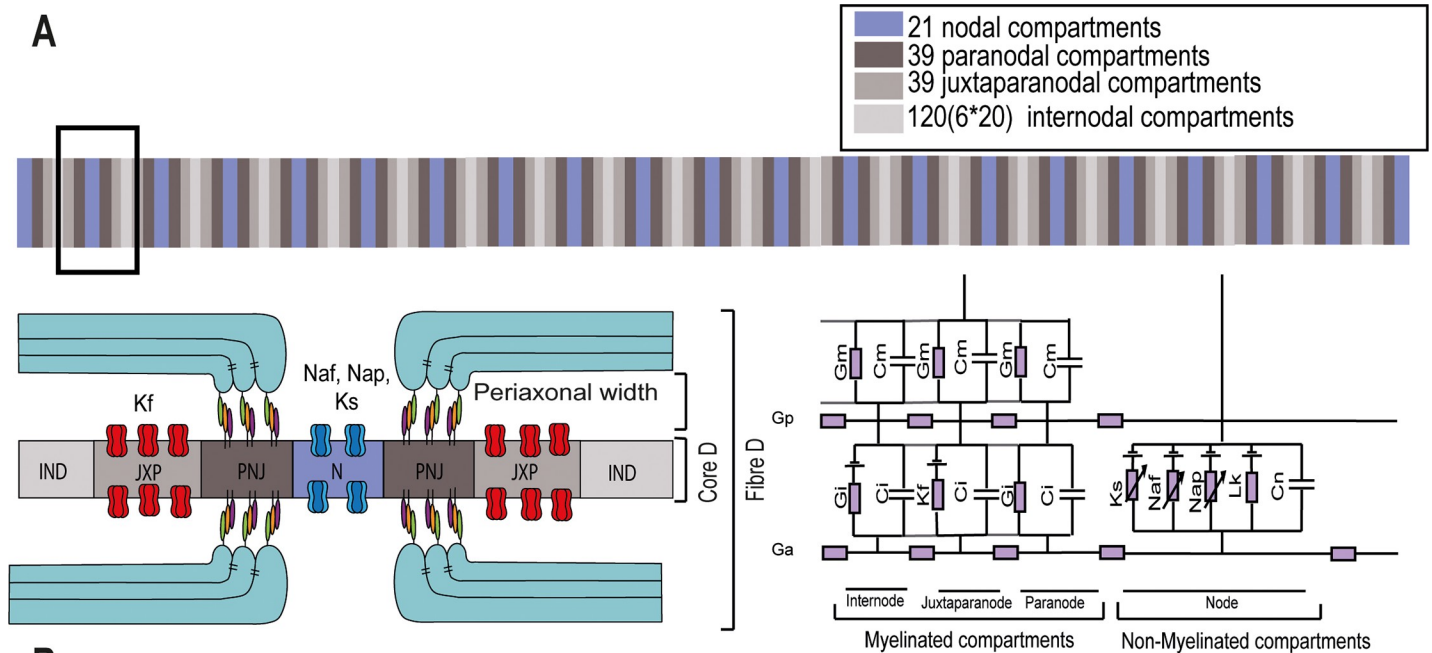 A
21 nodal compartments
39 paranodal compartments
39 juxtaparanodal compartments
120(6*20) internodal compartments
Naf, Nap,
Ks
Kf
Periaxonal width
IND
JXP
PNJ
N
PNJ
JXP
IND
Core D
Fibre D
Gm
Cm
Gm
Cm
Gm
Cm
Gp
Gi
Ci
Kf
Ci
Gi
Ci
Ks
Naf
Nap
Lk
Cn
Ga
Internode
Juxtaparanode
Paranode
Node
Myelinated compartments
Non-Myelinated compartments